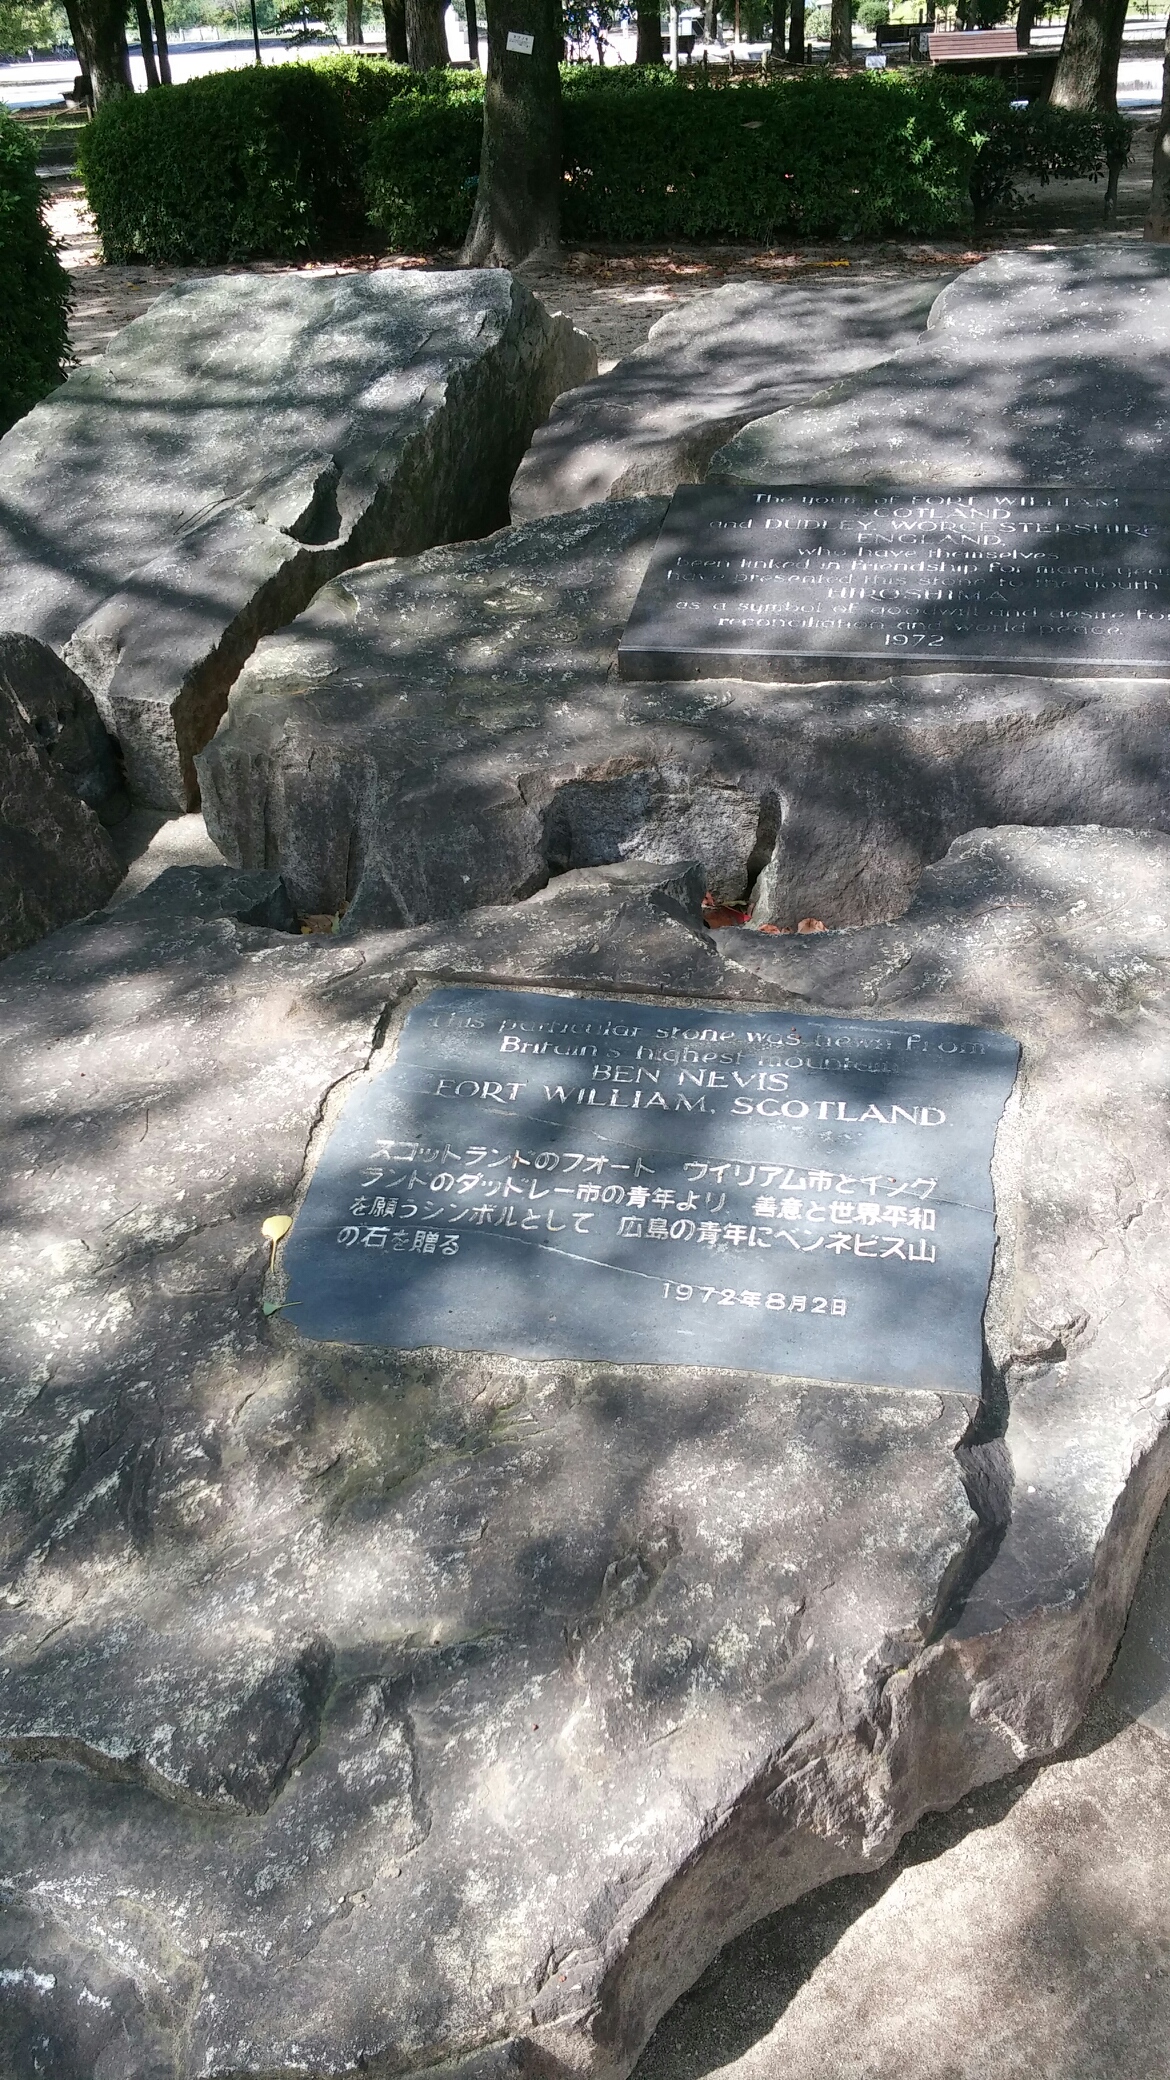 The youth of FORT WILLIAM
SCOTLAND
and DUDLEY, WORCESTERSHIRE
ENGLAND,
who have themselves
been linked in friendship for many years
have presented this stone to the youth
HIROSHIMA
as a symbol of goodwill and desire for
reconciliation and world peace.
1972
This particular stone was hewn from
Britain's highest mountain
BEN NEVIS
FORT WILLIAM, SCOTLAND.
スコットランドのフオート ウイリアム市とイング
ラントのダッドレー市の青年より 善意と世界平和
を願うシンボルとして 広島の青年にベンネビス山
の石を贈る
1972年8月2日